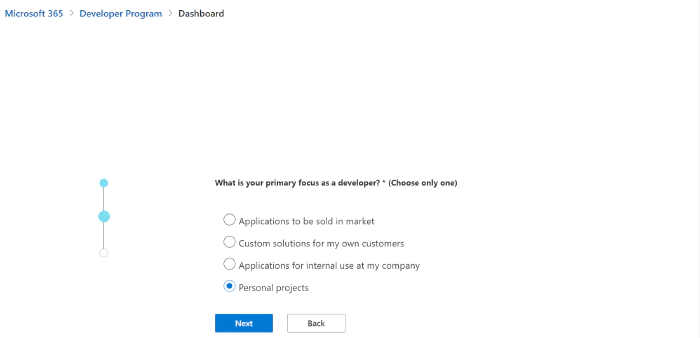 Microsoft 365 > Developer Program > Dashboard
What is your primary focus as a developer? * (Choose only one)
Applications to be sold in market
Custom solutions for my own customers
Applications for internal use at my company
Personal projects
Next Back